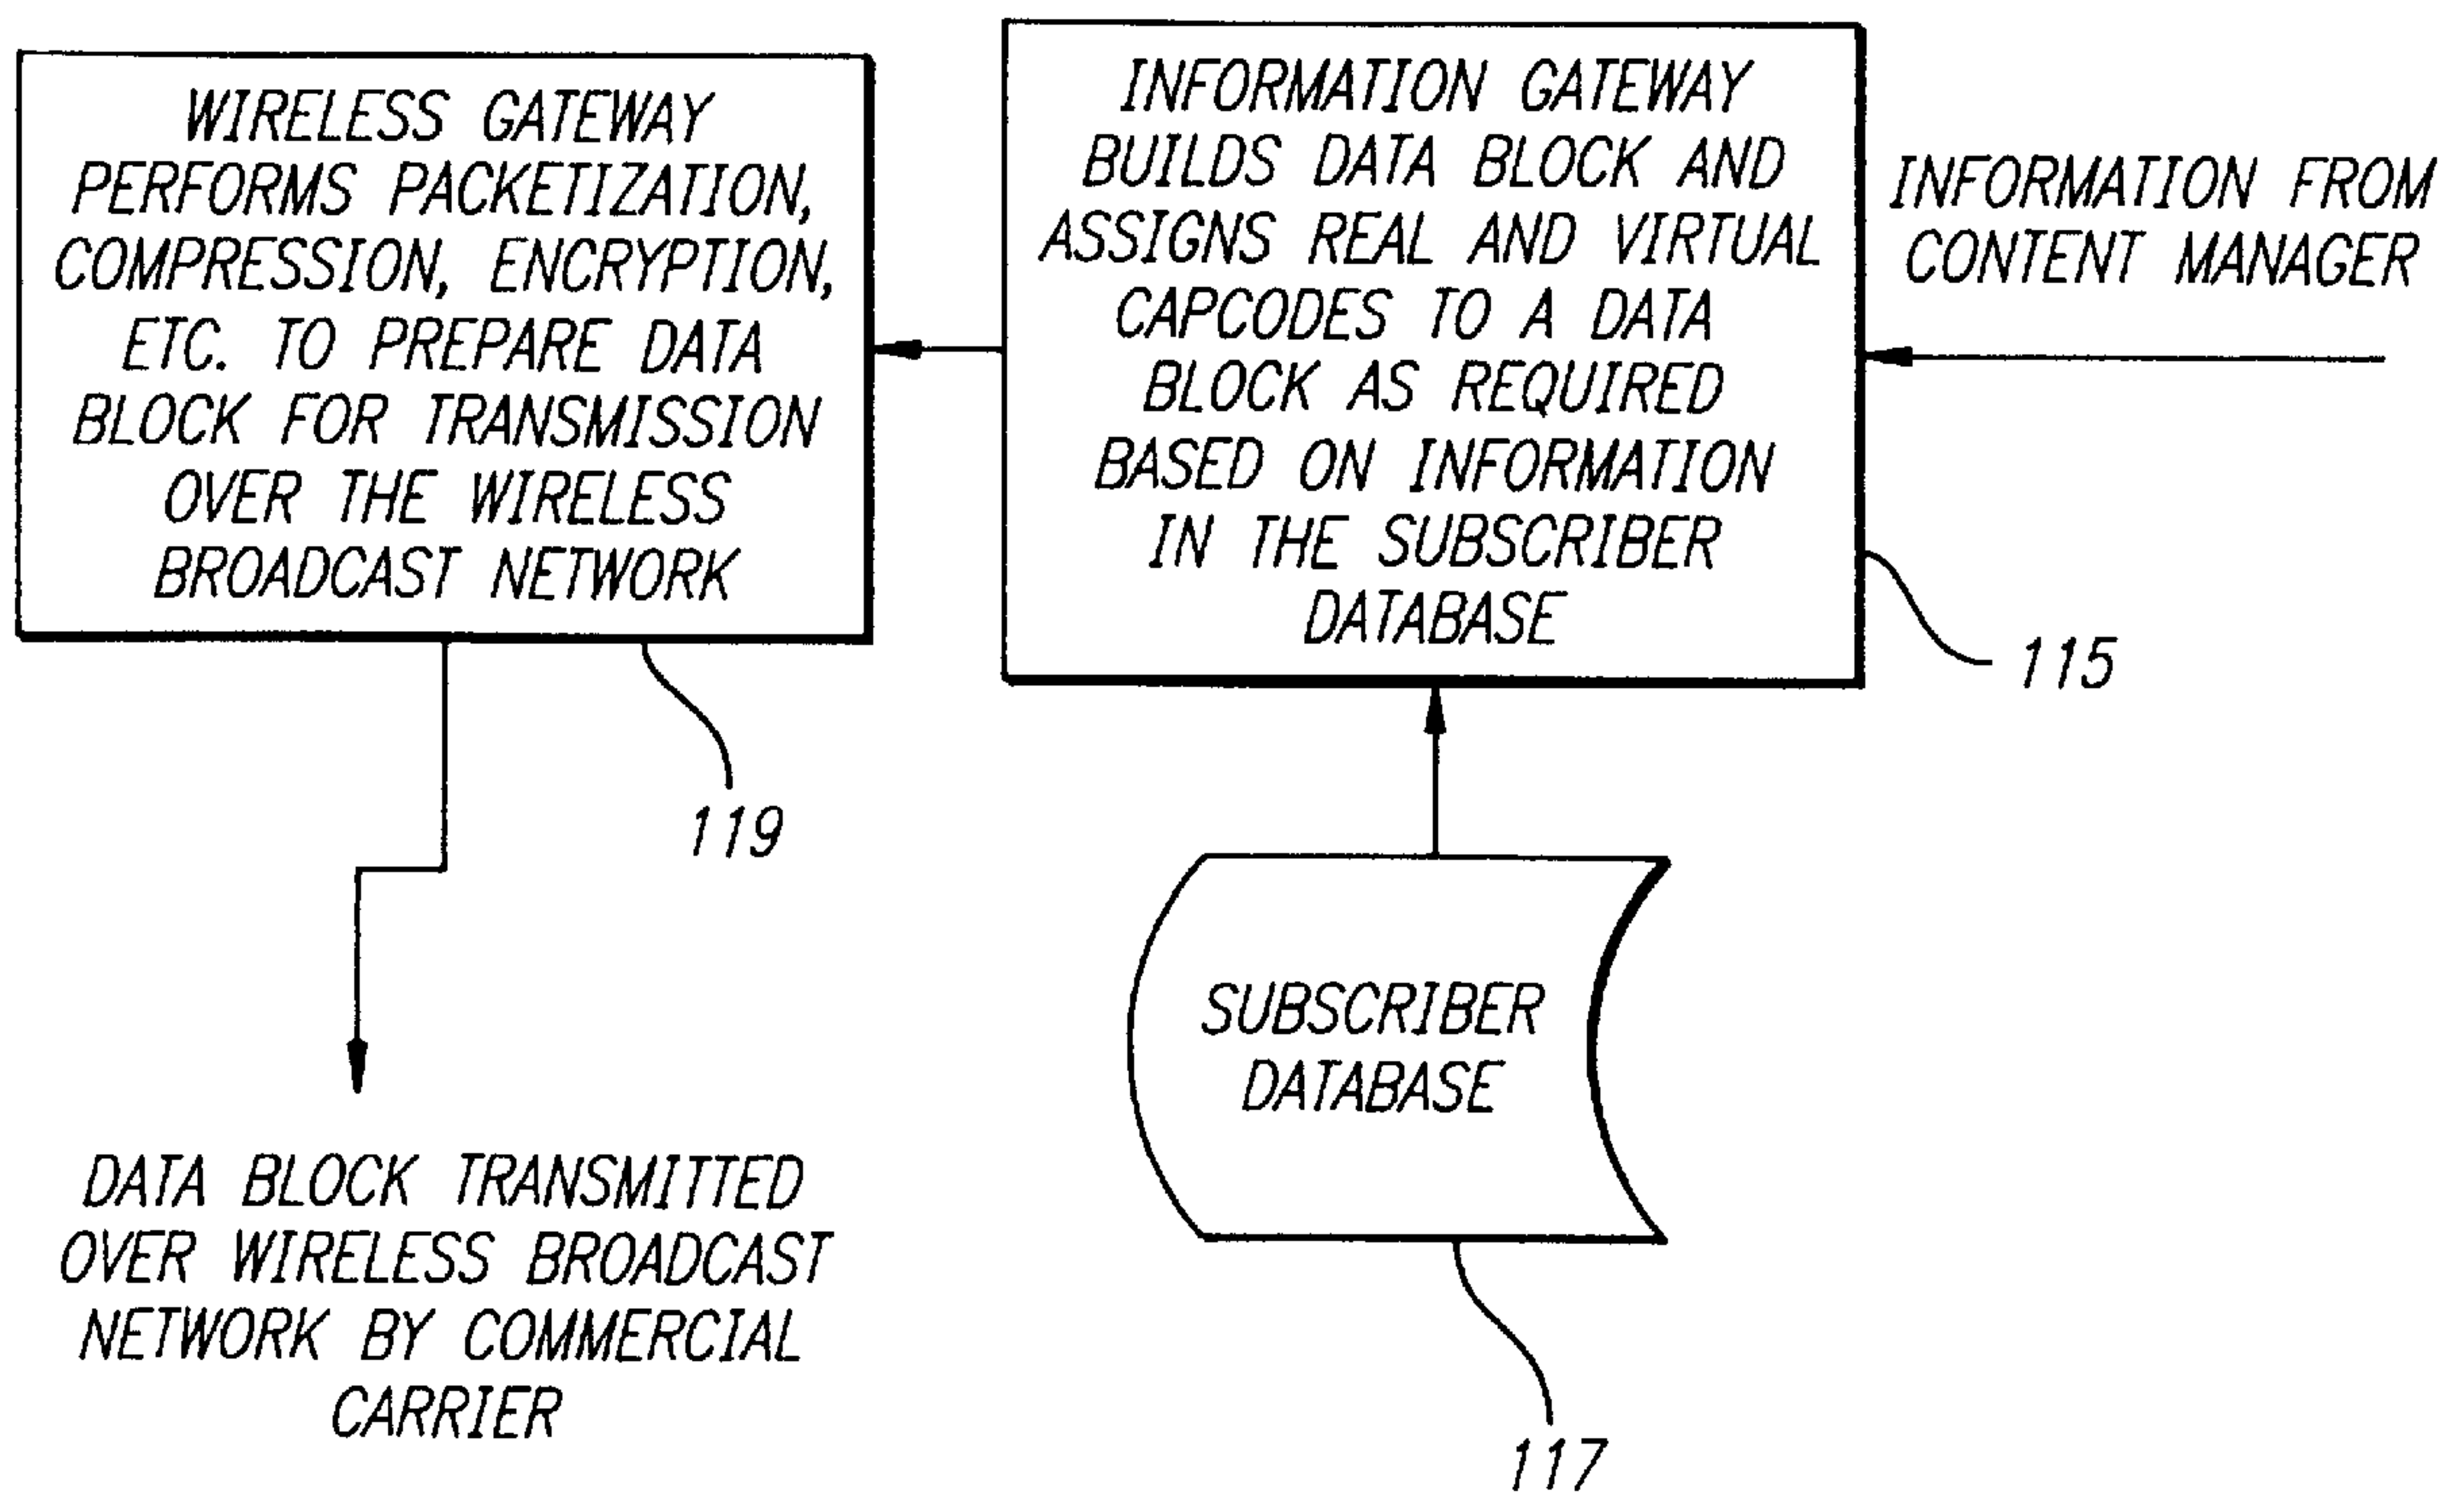 WIRELESS GATEWAY
PERFORMS PACKETIZATION,
COMPRESSION, ENCRYPTION,
ETC. TO PREPARE DATA
BLOCK FOR TRANSMISSION
OVER THE WIRELESS
BROADCAST NETWORK
119
INFORMATION GATEWAY
BUILDS DATA BLOCK AND
ASSIGNS REAL AND VIRTUAL
CAPCODES TO A DATA
BLOCK AS REQUIRED
BASED ON INFORMATION
IN THE SUBSCRIBER
DATABASE
INFORMATION FROM
CONTENT MANAGER
115
SUBSCRIBER
DATABASE
117
DATA BLOCK TRANSMITTED
OVER WIRELESS BROADCAST
NETWORK BY COMMERCIAL
CARRIER